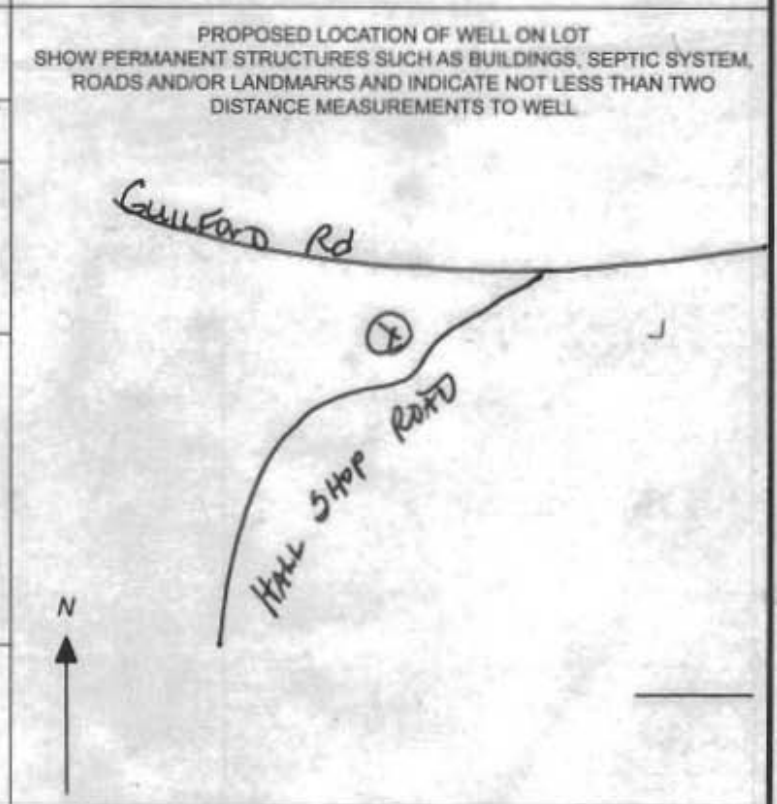 PROPOSED LOCATION OF WELL ON LOT
SHOW PERMANENT STRUCTURES SUCH AS BUILDINGS, SEPTIC SYSTEM,
ROADS AND/OR LANDMARKS AND INDICATE NOT LESS THAN TWO
DISTANCE MEASUREMENTS TO WELL
GUILFORD Rd
X
HALL SHOP ROAD
N